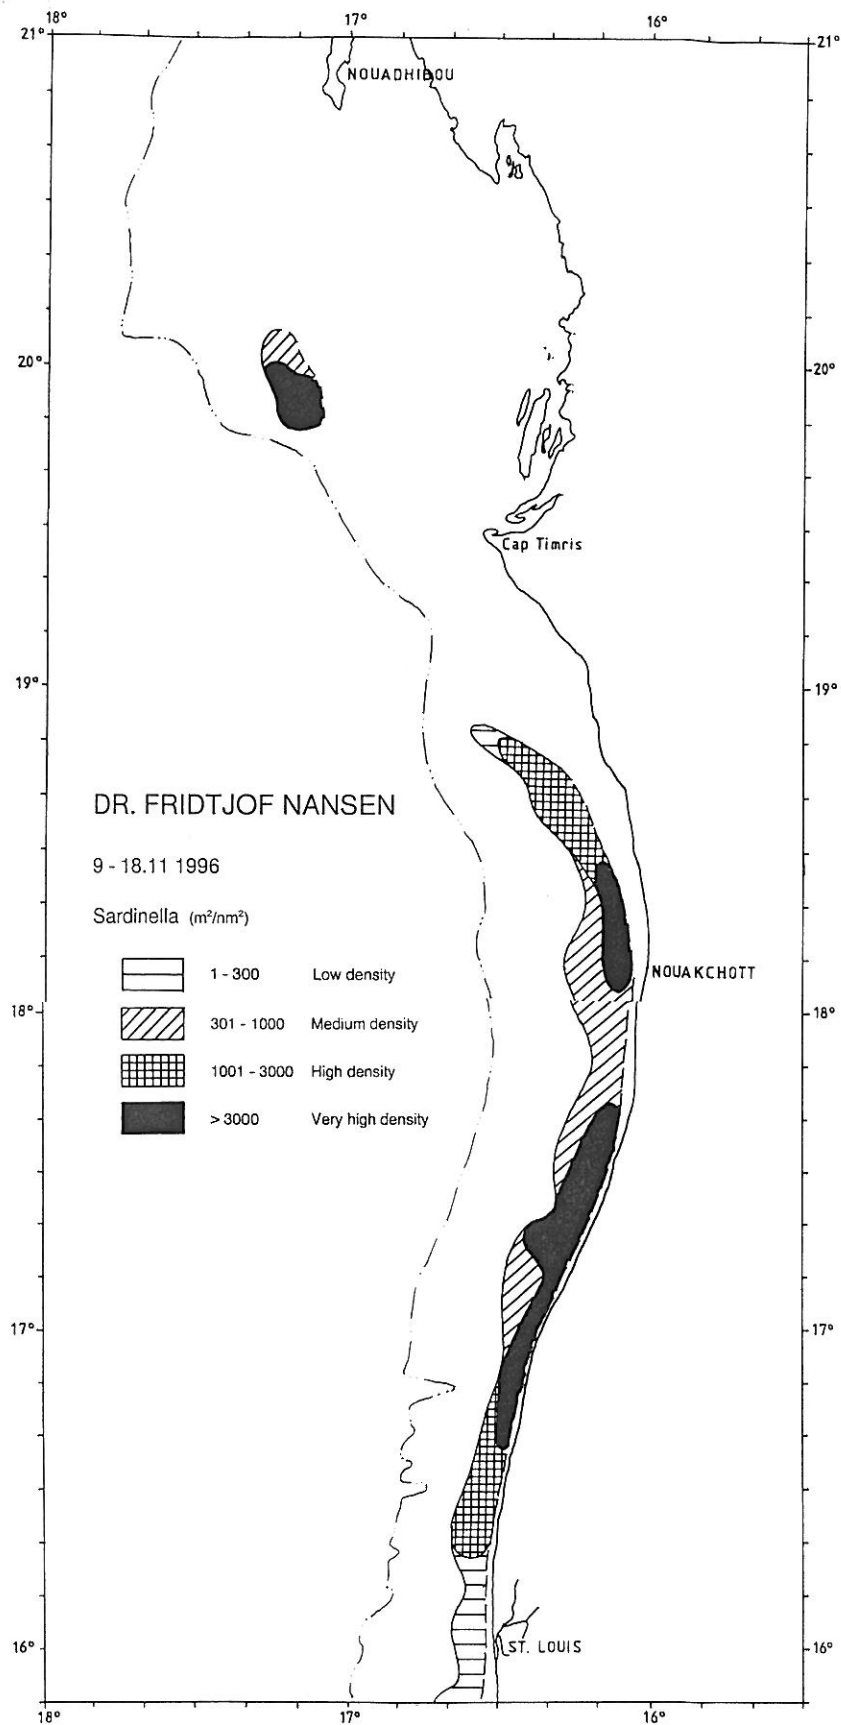 18° 17° 16°
21° 21°
NOUADHIBOU
20° 20°
Cap Timris
19° 19°
DR. FRIDTJOF NANSEN
9 - 18.11 1996
Sardinella (m²/nm²)
1 - 300 Low density
NOUAKCHOTT
18° 18°
301 - 1000 Medium density
1001 - 3000 High density
> 3000 Very high density
17° 17°
16° 16°
ST. LOUIS
18° 17° 16°